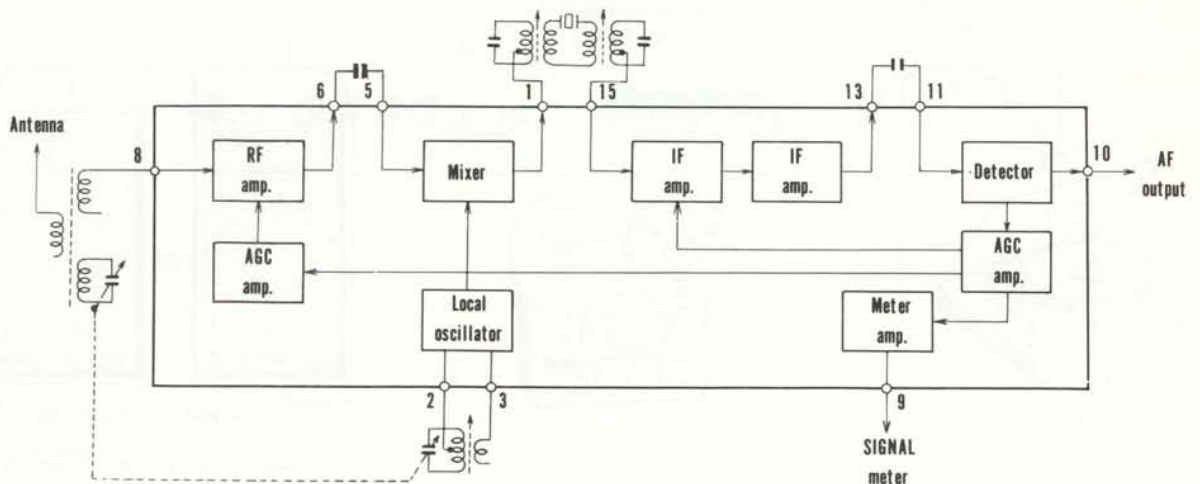 6
5
1
15
13
11
Antenna
8
RF
amp.
Mixer
IF
amp.
IF
amp.
Detector
10
AF
output
AGC
amp.
AGC
amp.
Local
oscillator
Meter
amp.
2
3
9
SIGNAL
meter